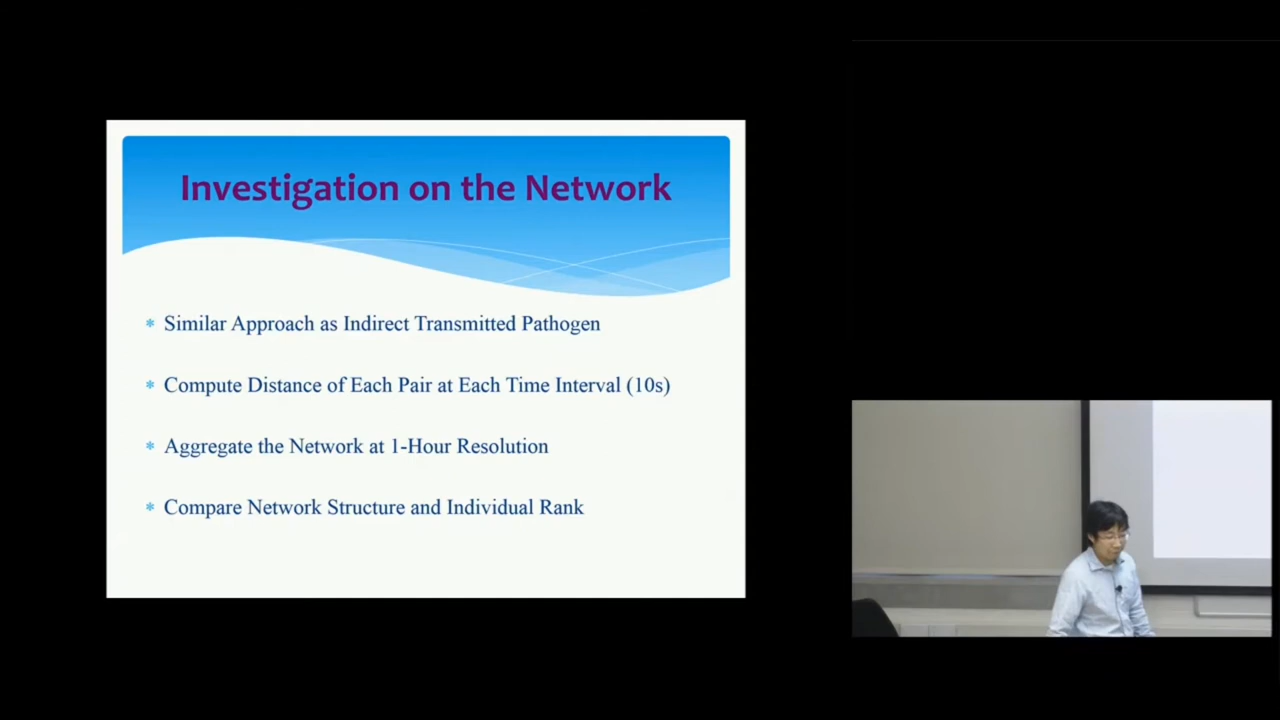 Investigation on the Network
* Similar Approach as Indirect Transmitted Pathogen
* Compute Distance of Each Pair at Each Time Interval (10s)
* Aggregate the Network at 1-Hour Resolution
* Compare Network Structure and Individual Rank